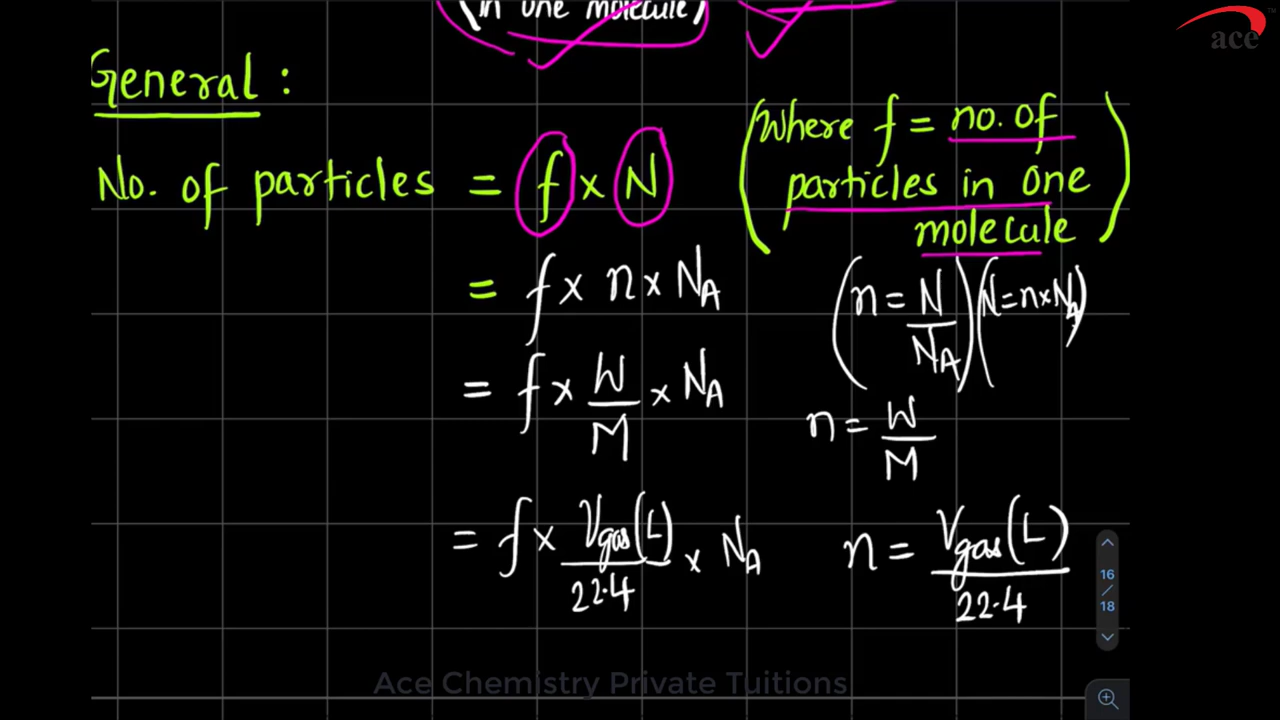 (in one molecule)
ace
TM
General :
No. of particles = f x N (Where f = no. of
particles in one
molecule)
= f x n x N_A (n = N/N_A) (N = n x N_A)
= f x W/M x N_A n = W/M
= f x V_gas(L)/22.4 x N_A n = V_gas(L)/22.4
16
/
18
Ace Chemistry Private Tuitions